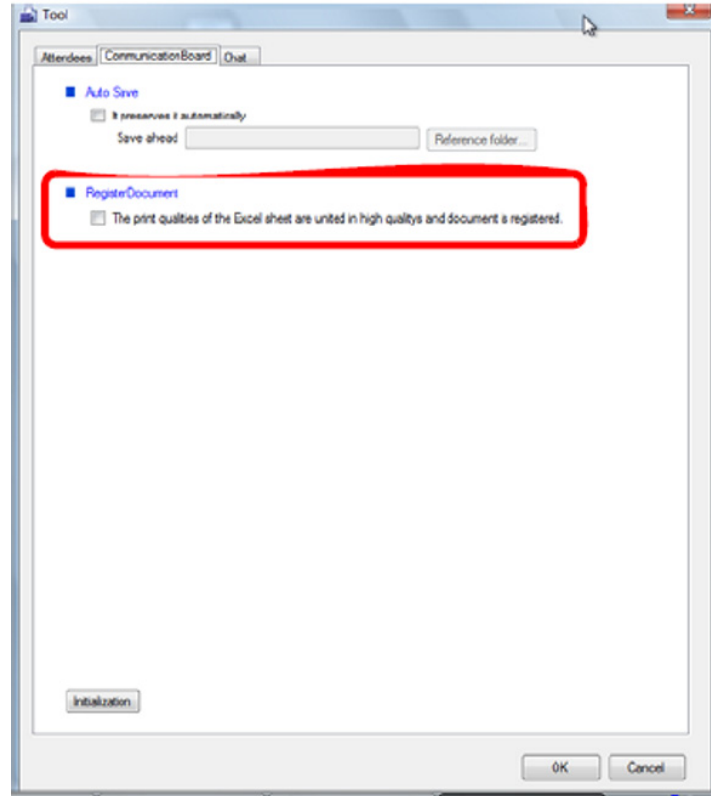 Tool
Attendees CommunicationBoard Chat
Auto Save
It preserves it automatically
Save ahead Reference folder...
RegisterDocument
The print qualities of the Excel sheet are united in high qualitys and document is registered.
Initialization
OK Cancel